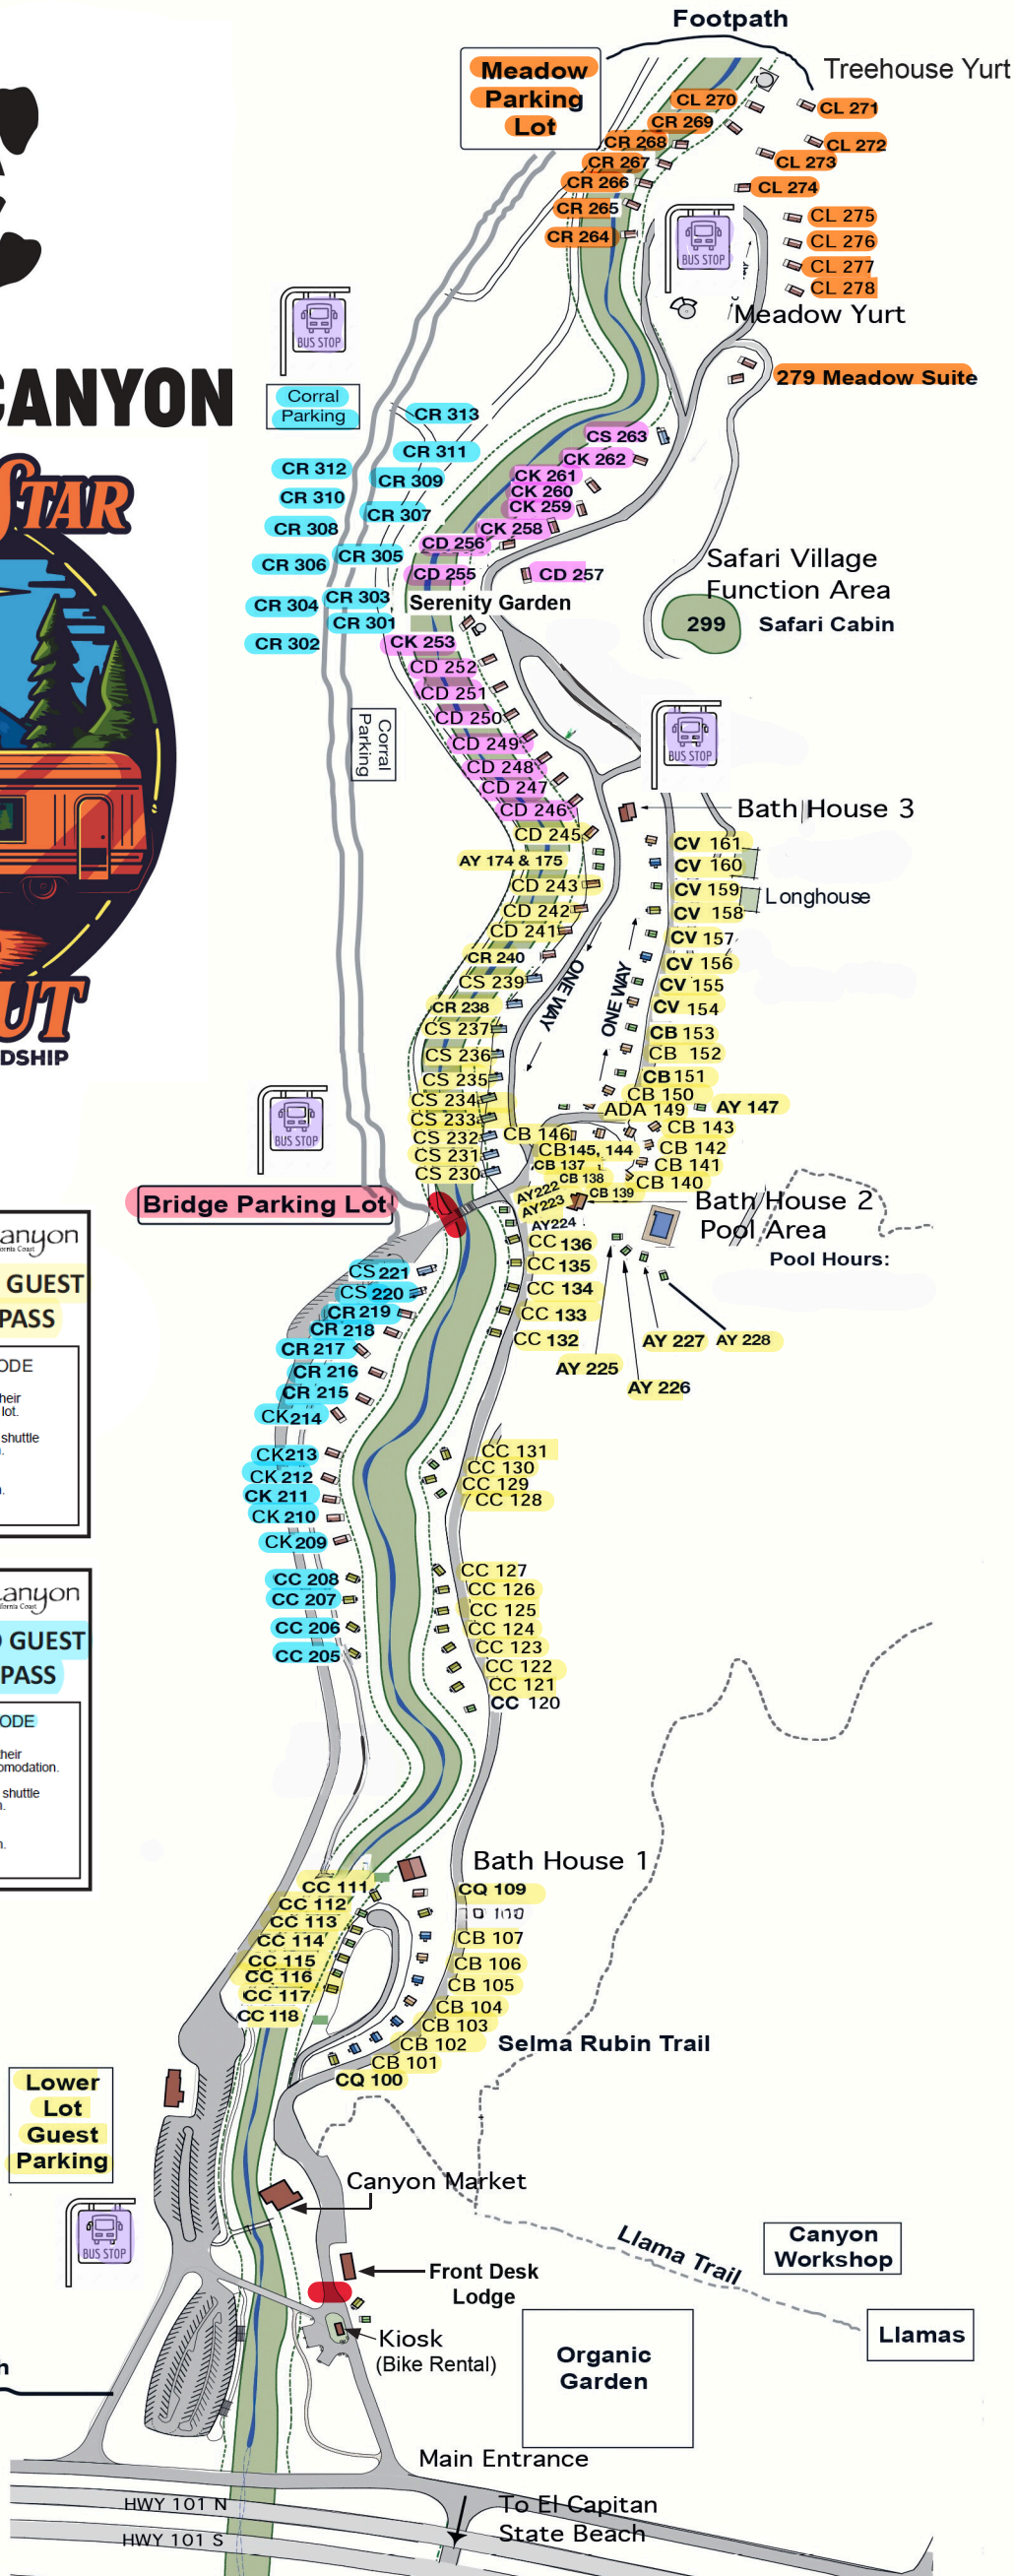 Footpath
Meadow
Parking
Lot
Treehouse Yurt
CL 270
CL 271
CR 269
CR 268
CL 272
CR 267
CL 273
CR 266
CL 274
CR 265
CL 275
CR 264
CL 276
BUS STOP
CL 277
CL 278
Meadow Yurt
BUS STOP
279 Meadow Suite
CANYON
Corral
Parking
CR 313
CS 263
CR 311
CK 262
CR 312
CK 261
CR 309
CK 260
CR 310
CK 259
CR 307
CR 308
CK 258
STAR
CD 256
CR 305
CR 306
CD 255
CD 257
Safari Village
Function Area
CR 303
CR 304
Serenity Garden
CR 301
299
Safari Cabin
CR 302
CK 253
CD 252
CD 251
CD 250
Corral
Parking
CD 249
BUS STOP
CD 248
CD 247
CD 246
Bath House 3
CD 245
CV 161
AY 174 & 175
CV 160
CD 243
CV 159
Longhouse
CD 242
CV 158
CD 241
CV 157
CR 240
CV 156
CS 239
CV 155
ONE WAY
ONE WAY
CR 238
CV 154
CS 237
CB 153
UT
DSHIP
CS 236
CB 152
CS 235
CB 151
CS 234
CB 150
ADA 149
AY 147
BUS STOP
CS 233
CB 143
CS 232
CB 146
CB 142
CS 231
CB145, 144
CB 137
CB 141
CS 230
CB 138
CB 140
AY222
CB 139
Bridge Parking Lot
AY223
Bath House 2
AY224
Pool Area
CC 136
Pool Hours:
anyon
GUEST
PASS
CS 221
CC 135
CS 220
CC 134
CR 219
CC 133
CR 218
CC 132
CR 217
AY 227
AY 228
ODE
CR 216
AY 225
CR 215
AY 226
heir
lot.
CK214
shuttle
CK213
CC 131
CK 212
CC 130
CK 211
CC 129
CK 210
CC 128
CK 209
CC 208
CC 127
anyon
CC 207
CC 126
CC 206
CC 125
GUEST
CC 205
CC 124
PASS
CC 123
CC 122
CC 121
CC 120
ODE
their
omodation.
shuttle
Bath House 1
CC 111
CQ 109
CC 112
CC 113
CC 114
CB 107
CC 115
CB 106
CC 116
CB 105
CC 117
CB 104
CC 118
CB 103
CB 102
Selma Rubin Trail
CB 101
CQ 100
Lower
Lot
Guest
Parking
Canyon Market
BUS STOP
Llama Trail
Canyon
Workshop
Front Desk
Lodge
Llamas
Kiosk
(Bike Rental)
Organic
Garden
h
Main Entrance
HWY 101 N
To El Capitan
State Beach
HWY 101 S